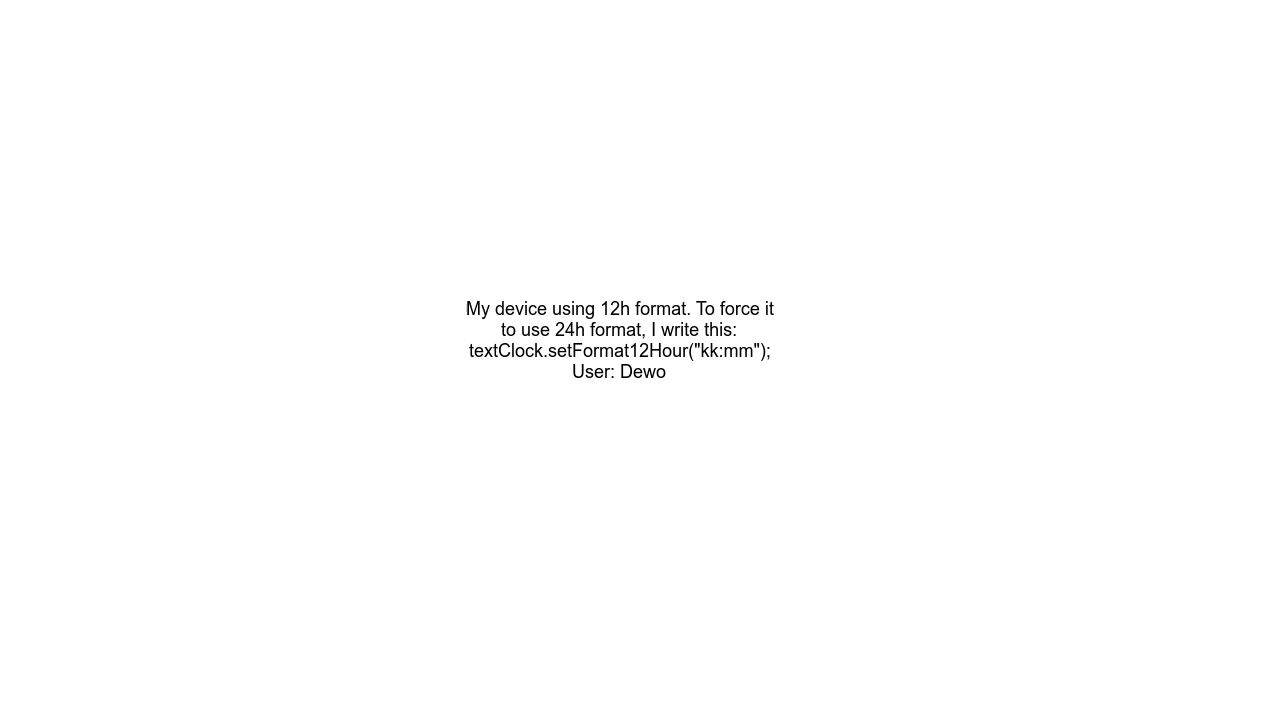 My device using 12h format. To force it
to use 24h format, I write this:
textClock.setFormat12Hour("kk:mm");
User: Dewo